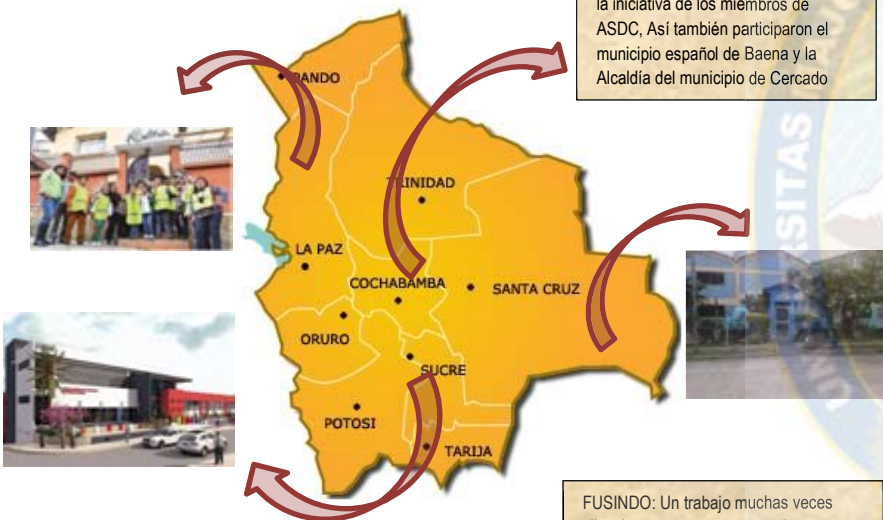 la iniciativa de los miembros de
ASDC, Así también participaron el
municipio español de Baena y la
Alcaldía del municipio de Cercado
PANDO
TRINIDAD
LA PAZ
COCHABAMBA
SANTA CRUZ
ORURO
SUCRE
POTOSI
TARIJA
FUSINDO: Un trabajo muchas veces